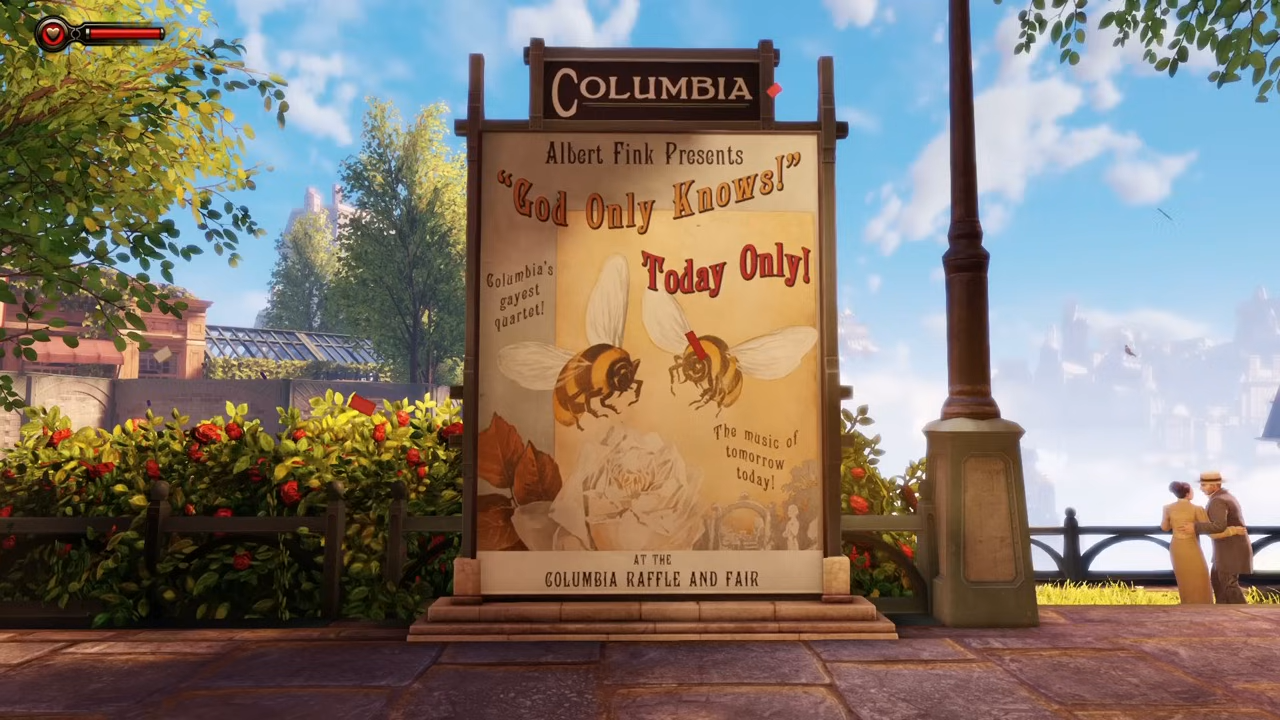 COLUMBIA
Albert Fink Presents
"God Only Knows!"
Today Only!
Columbia's
gayest
quartet!
The music of
tomorrow
today!
AT THE
COLUMBIA RAFFLE AND FAIR